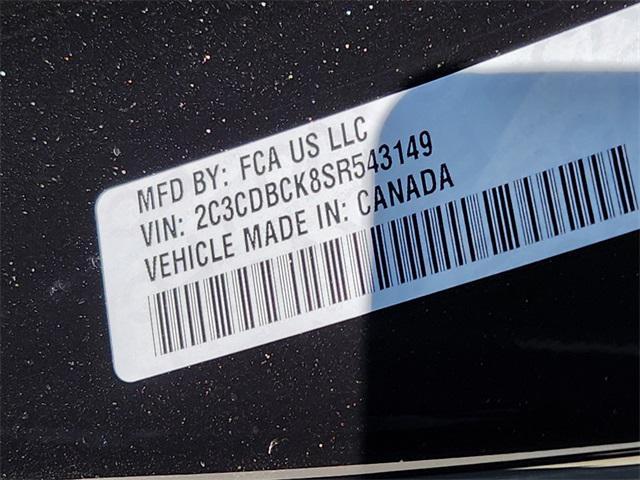 MFD BY: FCA US LLC
VIN: 2C3CDBCK8SR543149
VEHICLE MADE IN: CANADA